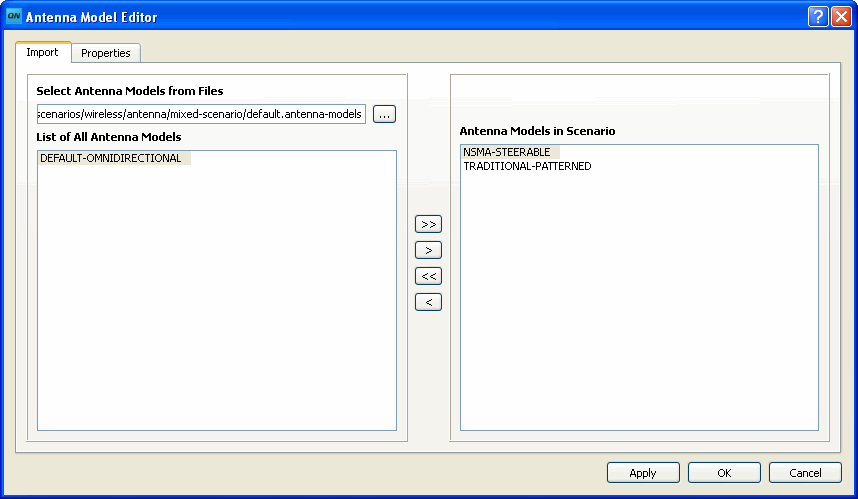 QN Antenna Model Editor
Import Properties
Select Antenna Models from Files
scenarios/wireless/antenna/mixed-scenario/default.antenna-models ...
List of All Antenna Models
DEFAULT-OMNIDIRECTIONAL
Antenna Models in Scenario
NSMA-STEERABLE
TRADITIONAL-PATTERNED
>>
>
<<
<
Apply OK Cancel